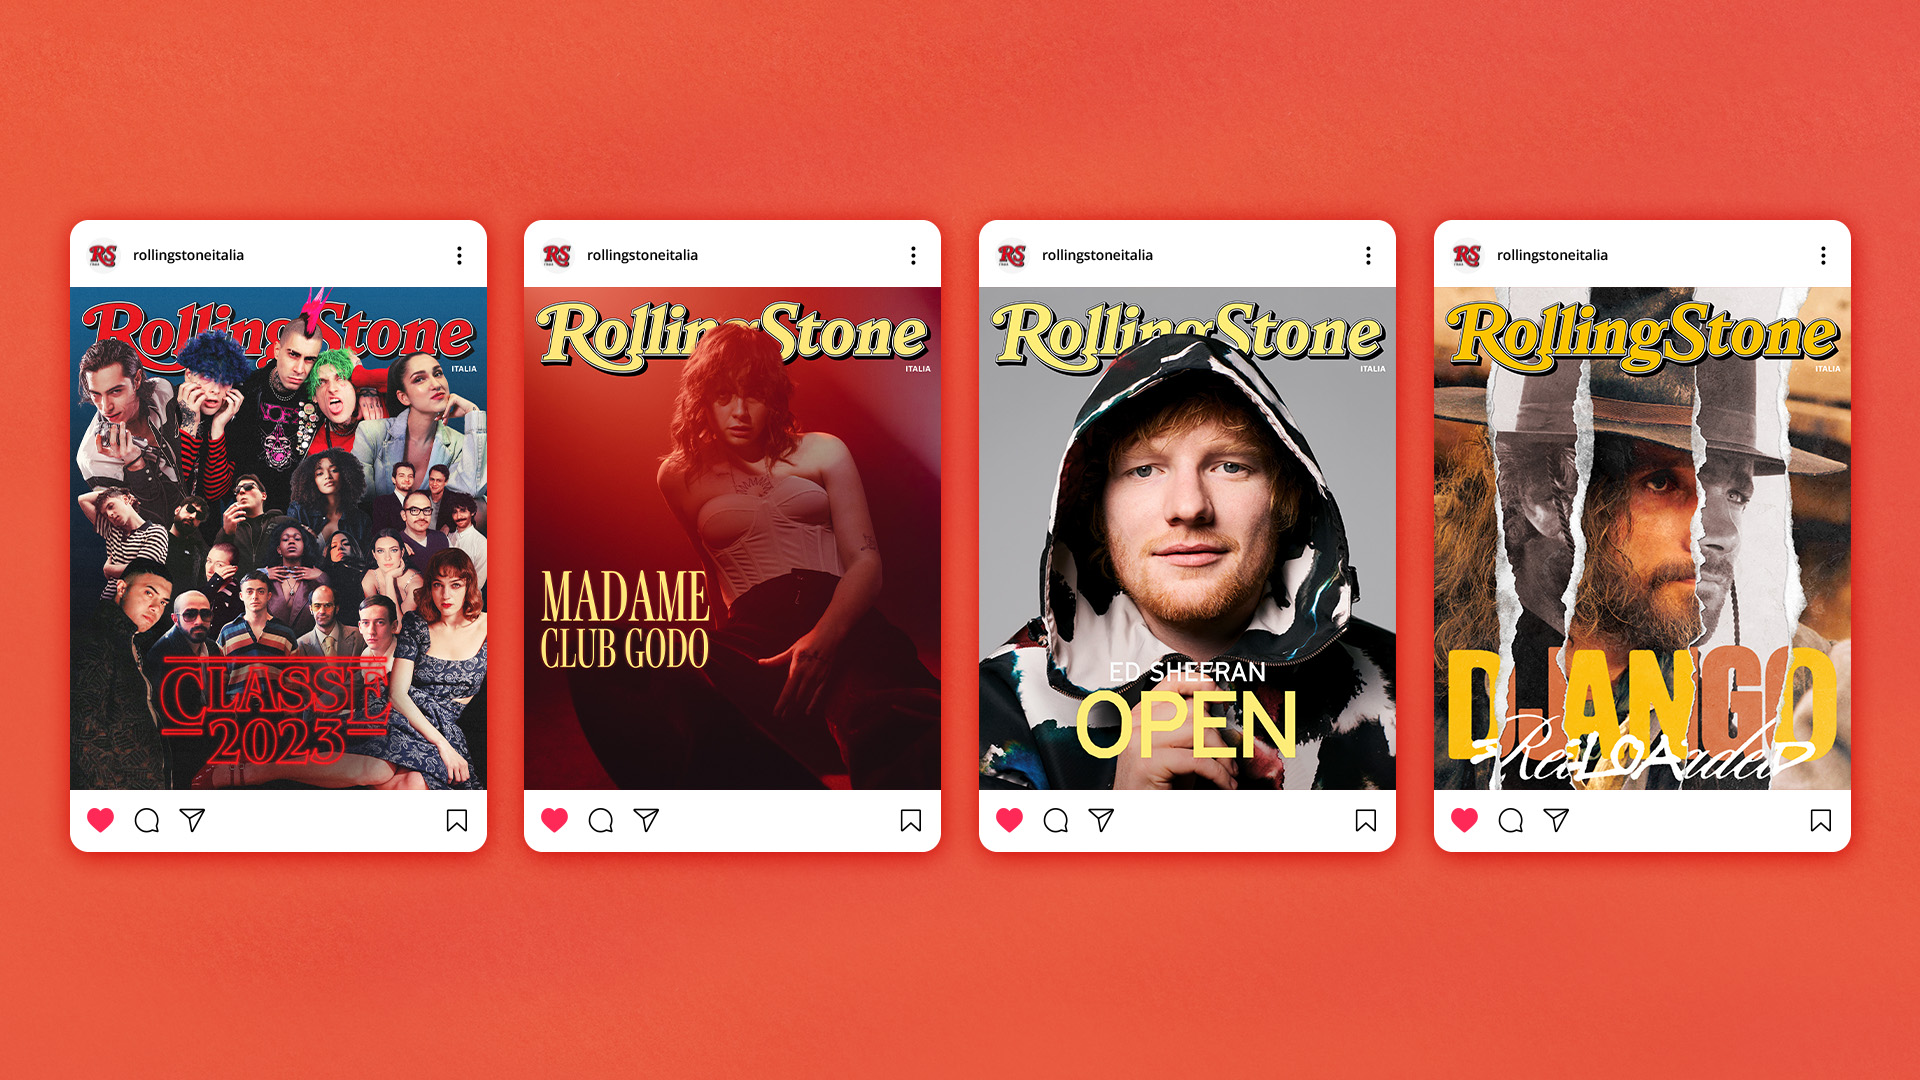 RS
rollingstoneitalia
RollingStone
ITALIA
CLASSE
2023
RS
rollingstoneitalia
RollingStone
ITALIA
MADAME
CLUB GODO
RS
rollingstoneitalia
RollingStone
ITALIA
ED SHEERAN
OPEN
RS
rollingstoneitalia
RollingStone
ITALIA
DJANGO
ReLOAded